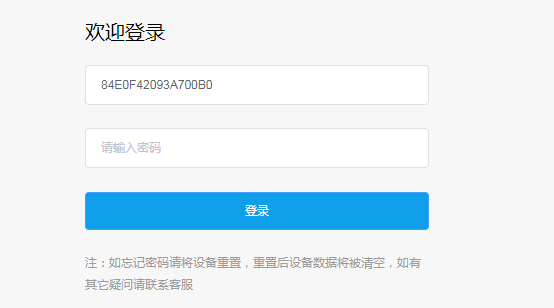 欢迎登录
84E0F42093A700B0
请输入密码
登录
注：如忘记密码请将设备重置，重置后设备数据将被清空，如有
其它疑问请联系客服